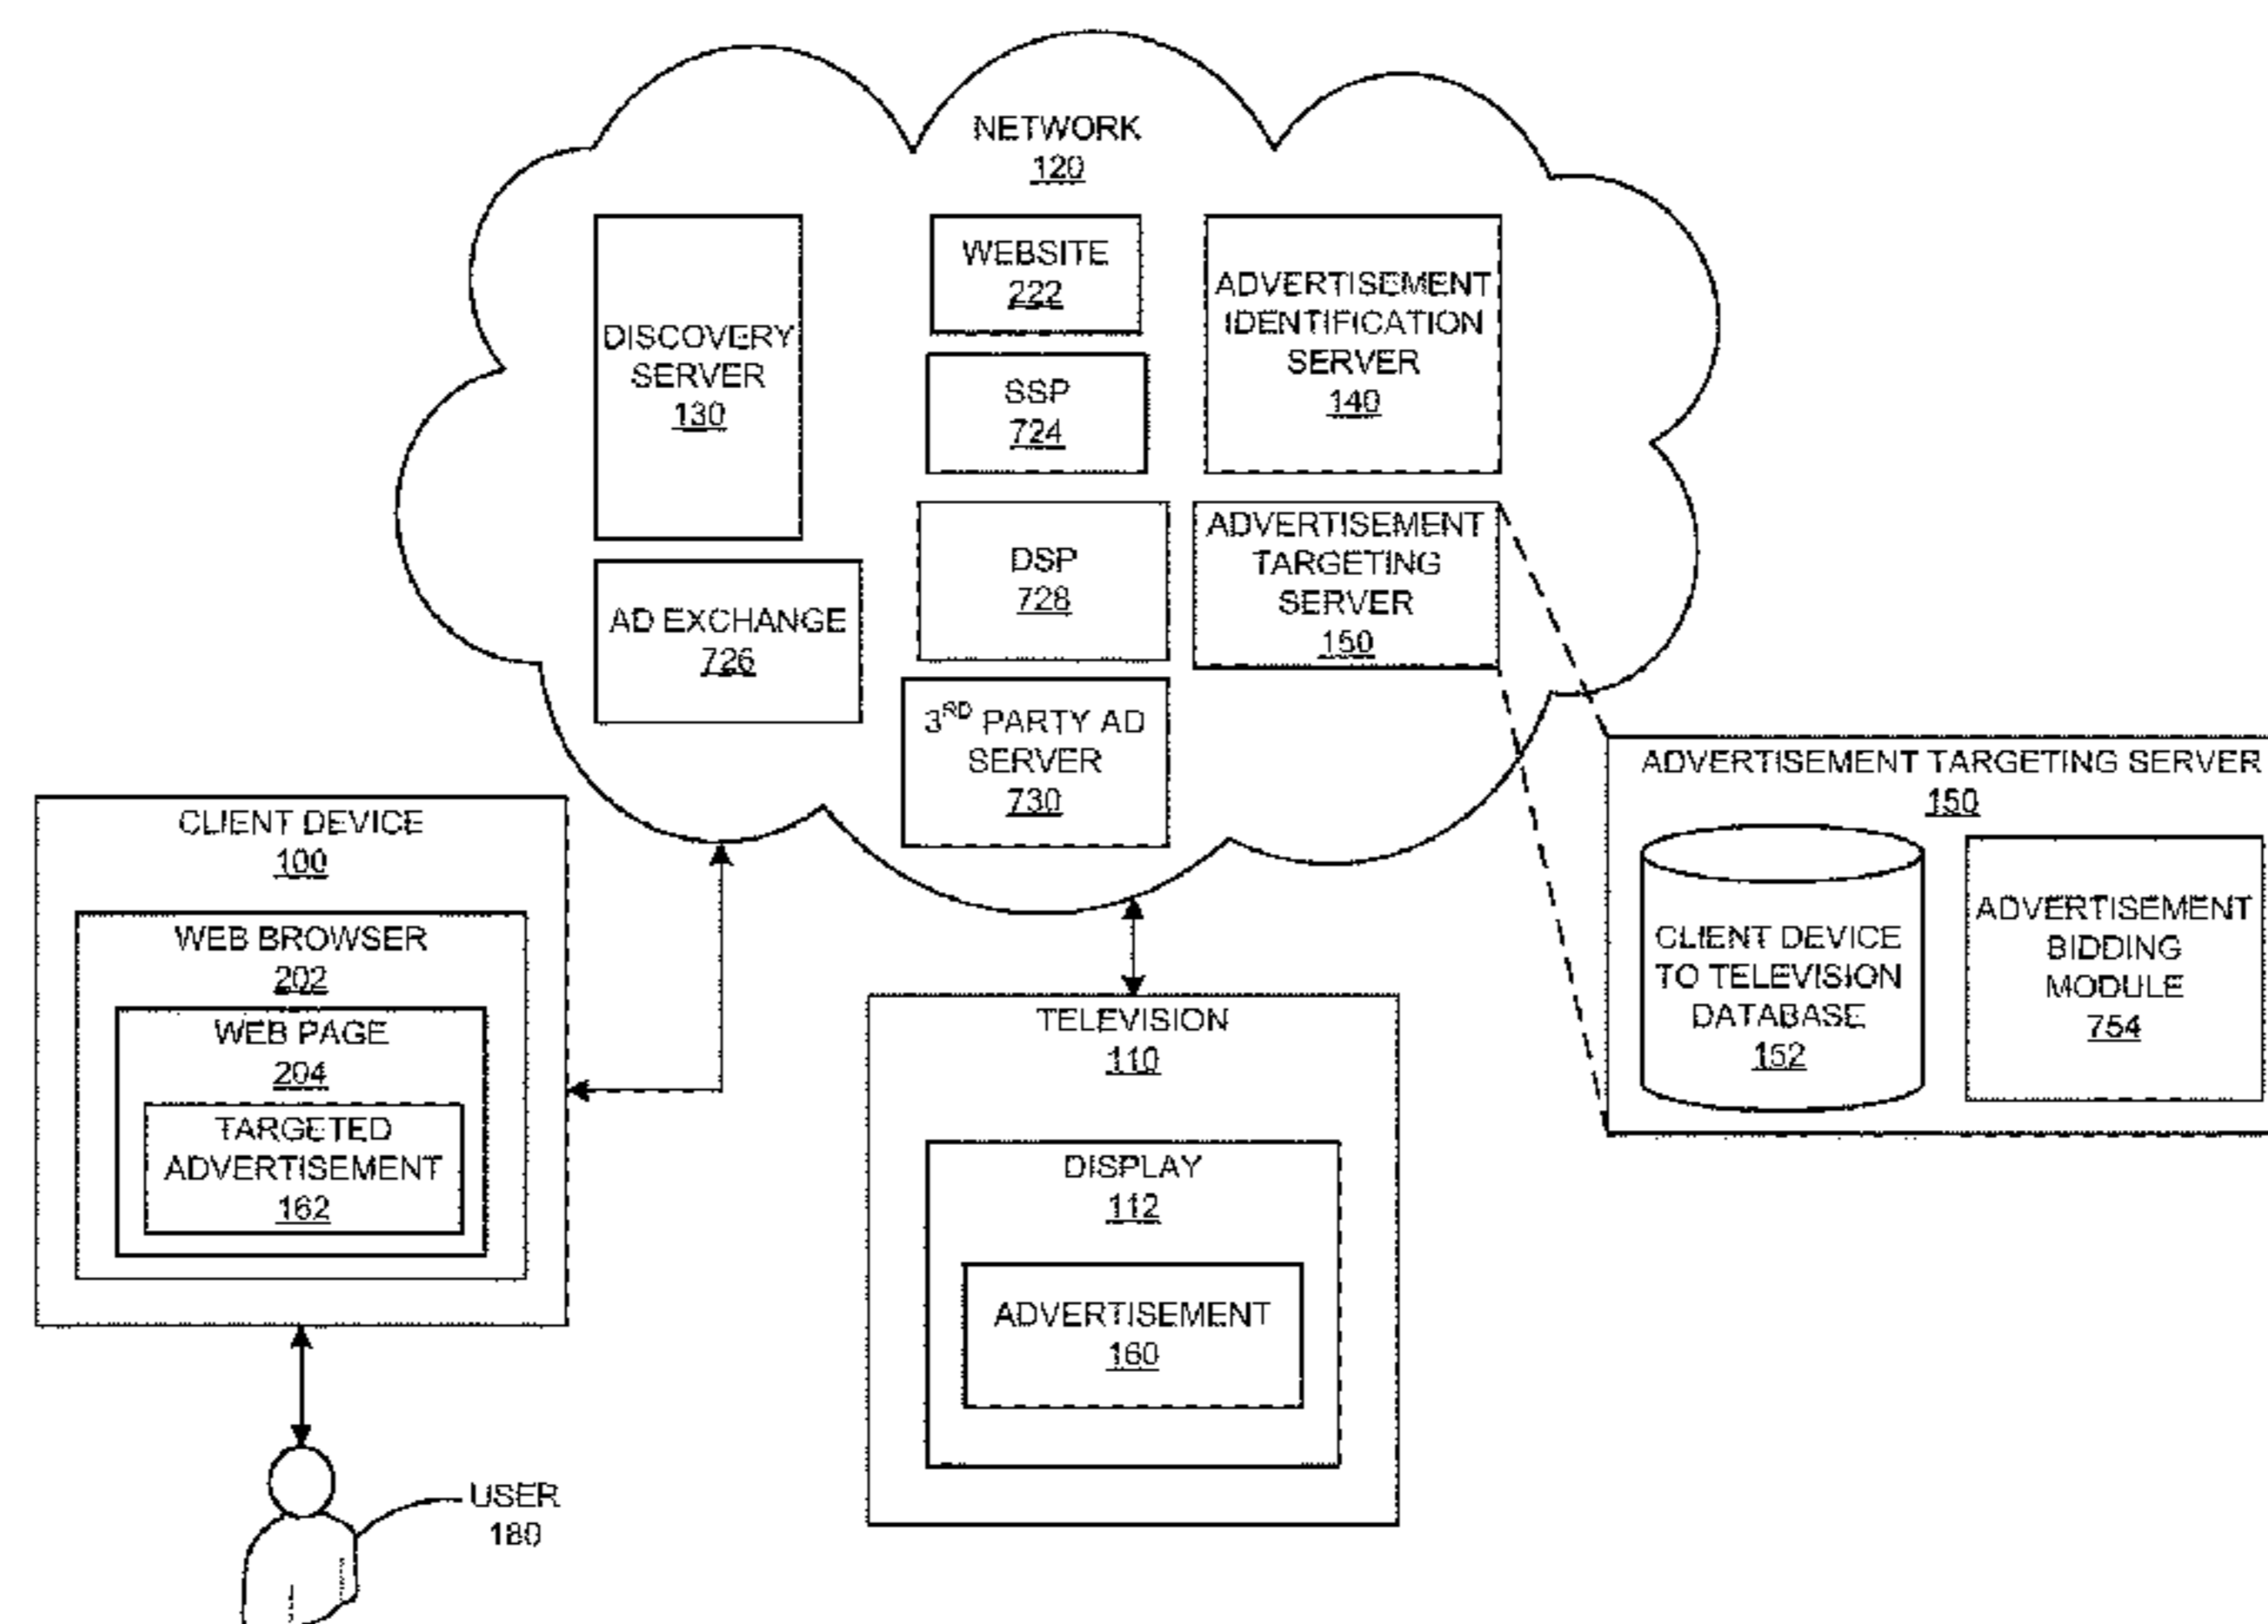 NETWORK
120
DISCOVERY
SERVER
130
WEBSITE
222
SSP
724
ADVERTISEMENT
IDENTIFICATION
SERVER
140
AD EXCHANGE
726
DSP
728
ADVERTISEMENT
TARGETING
SERVER
150
3RD PARTY AD
SERVER
730
ADVERTISEMENT TARGETING SERVER
150
CLIENT DEVICE
TO TELEVISION
DATABASE
152
ADVERTISEMENT
BIDDING
MODULE
754
CLIENT DEVICE
100
WEB BROWSER
202
WEB PAGE
204
TARGETED
ADVERTISEMENT
162
TELEVISION
110
DISPLAY
112
ADVERTISEMENT
160
USER
180